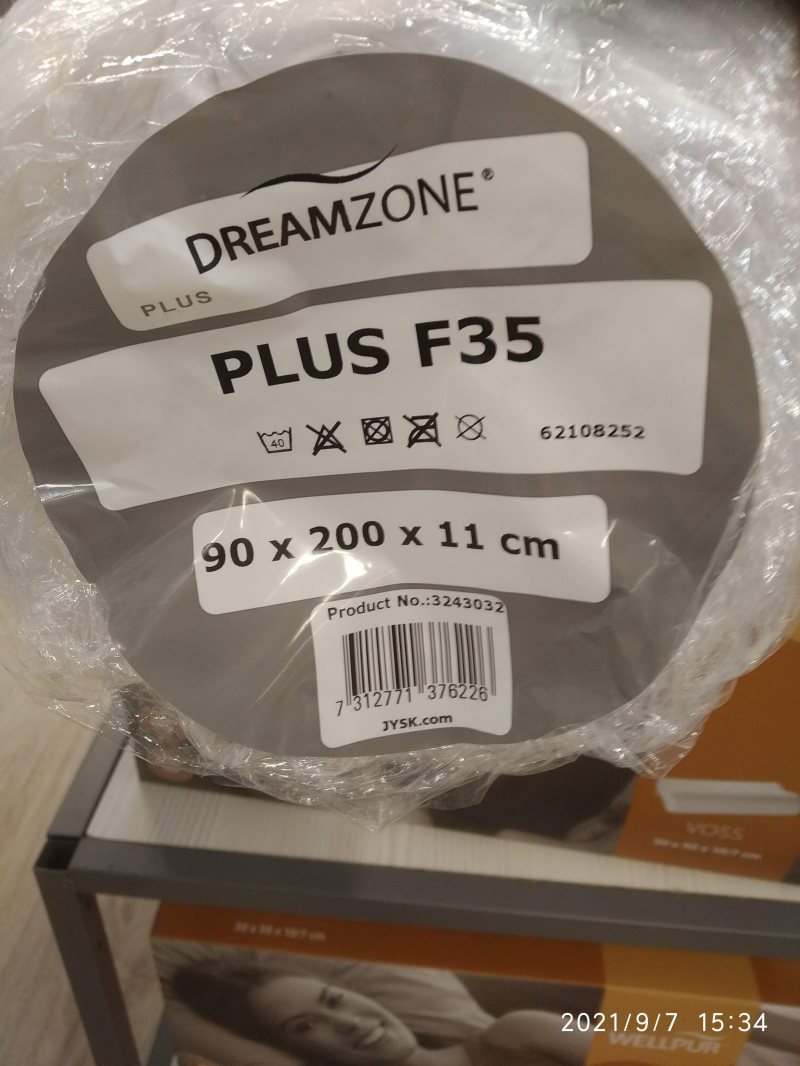 DREAMZONE®
PLUS
PLUS F35
40
62108252
90 x 200 x 11 cm
Product No.:3243032
7 312771 376226
JYSK.com
VOSS
2021/9/7 15:34
WELLPUR